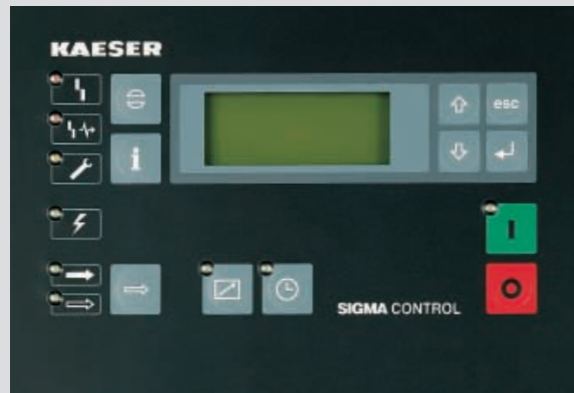 KAESER
esc
i
I
O
SIGMA CONTROL